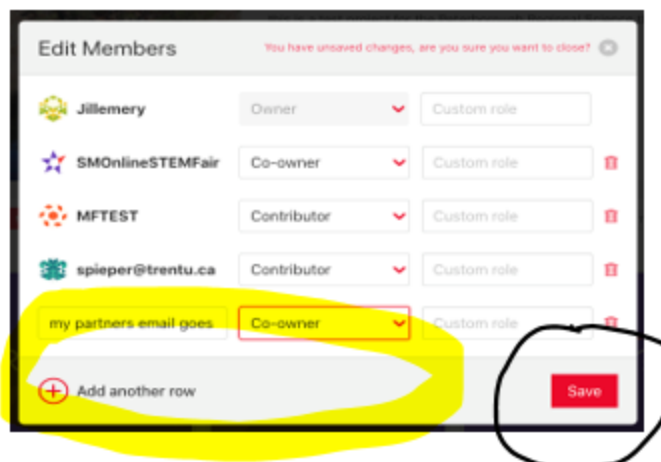 Edit Members You have unsaved changes, are you sure you want to close?
Jillemery Owner Custom role
SMOnlineSTEMFair Co-owner Custom role
MFTEST Contributor Custom role
spieper@trentu.ca Contributor Custom role
my partners email goes Co-owner Custom role
Add another row Save